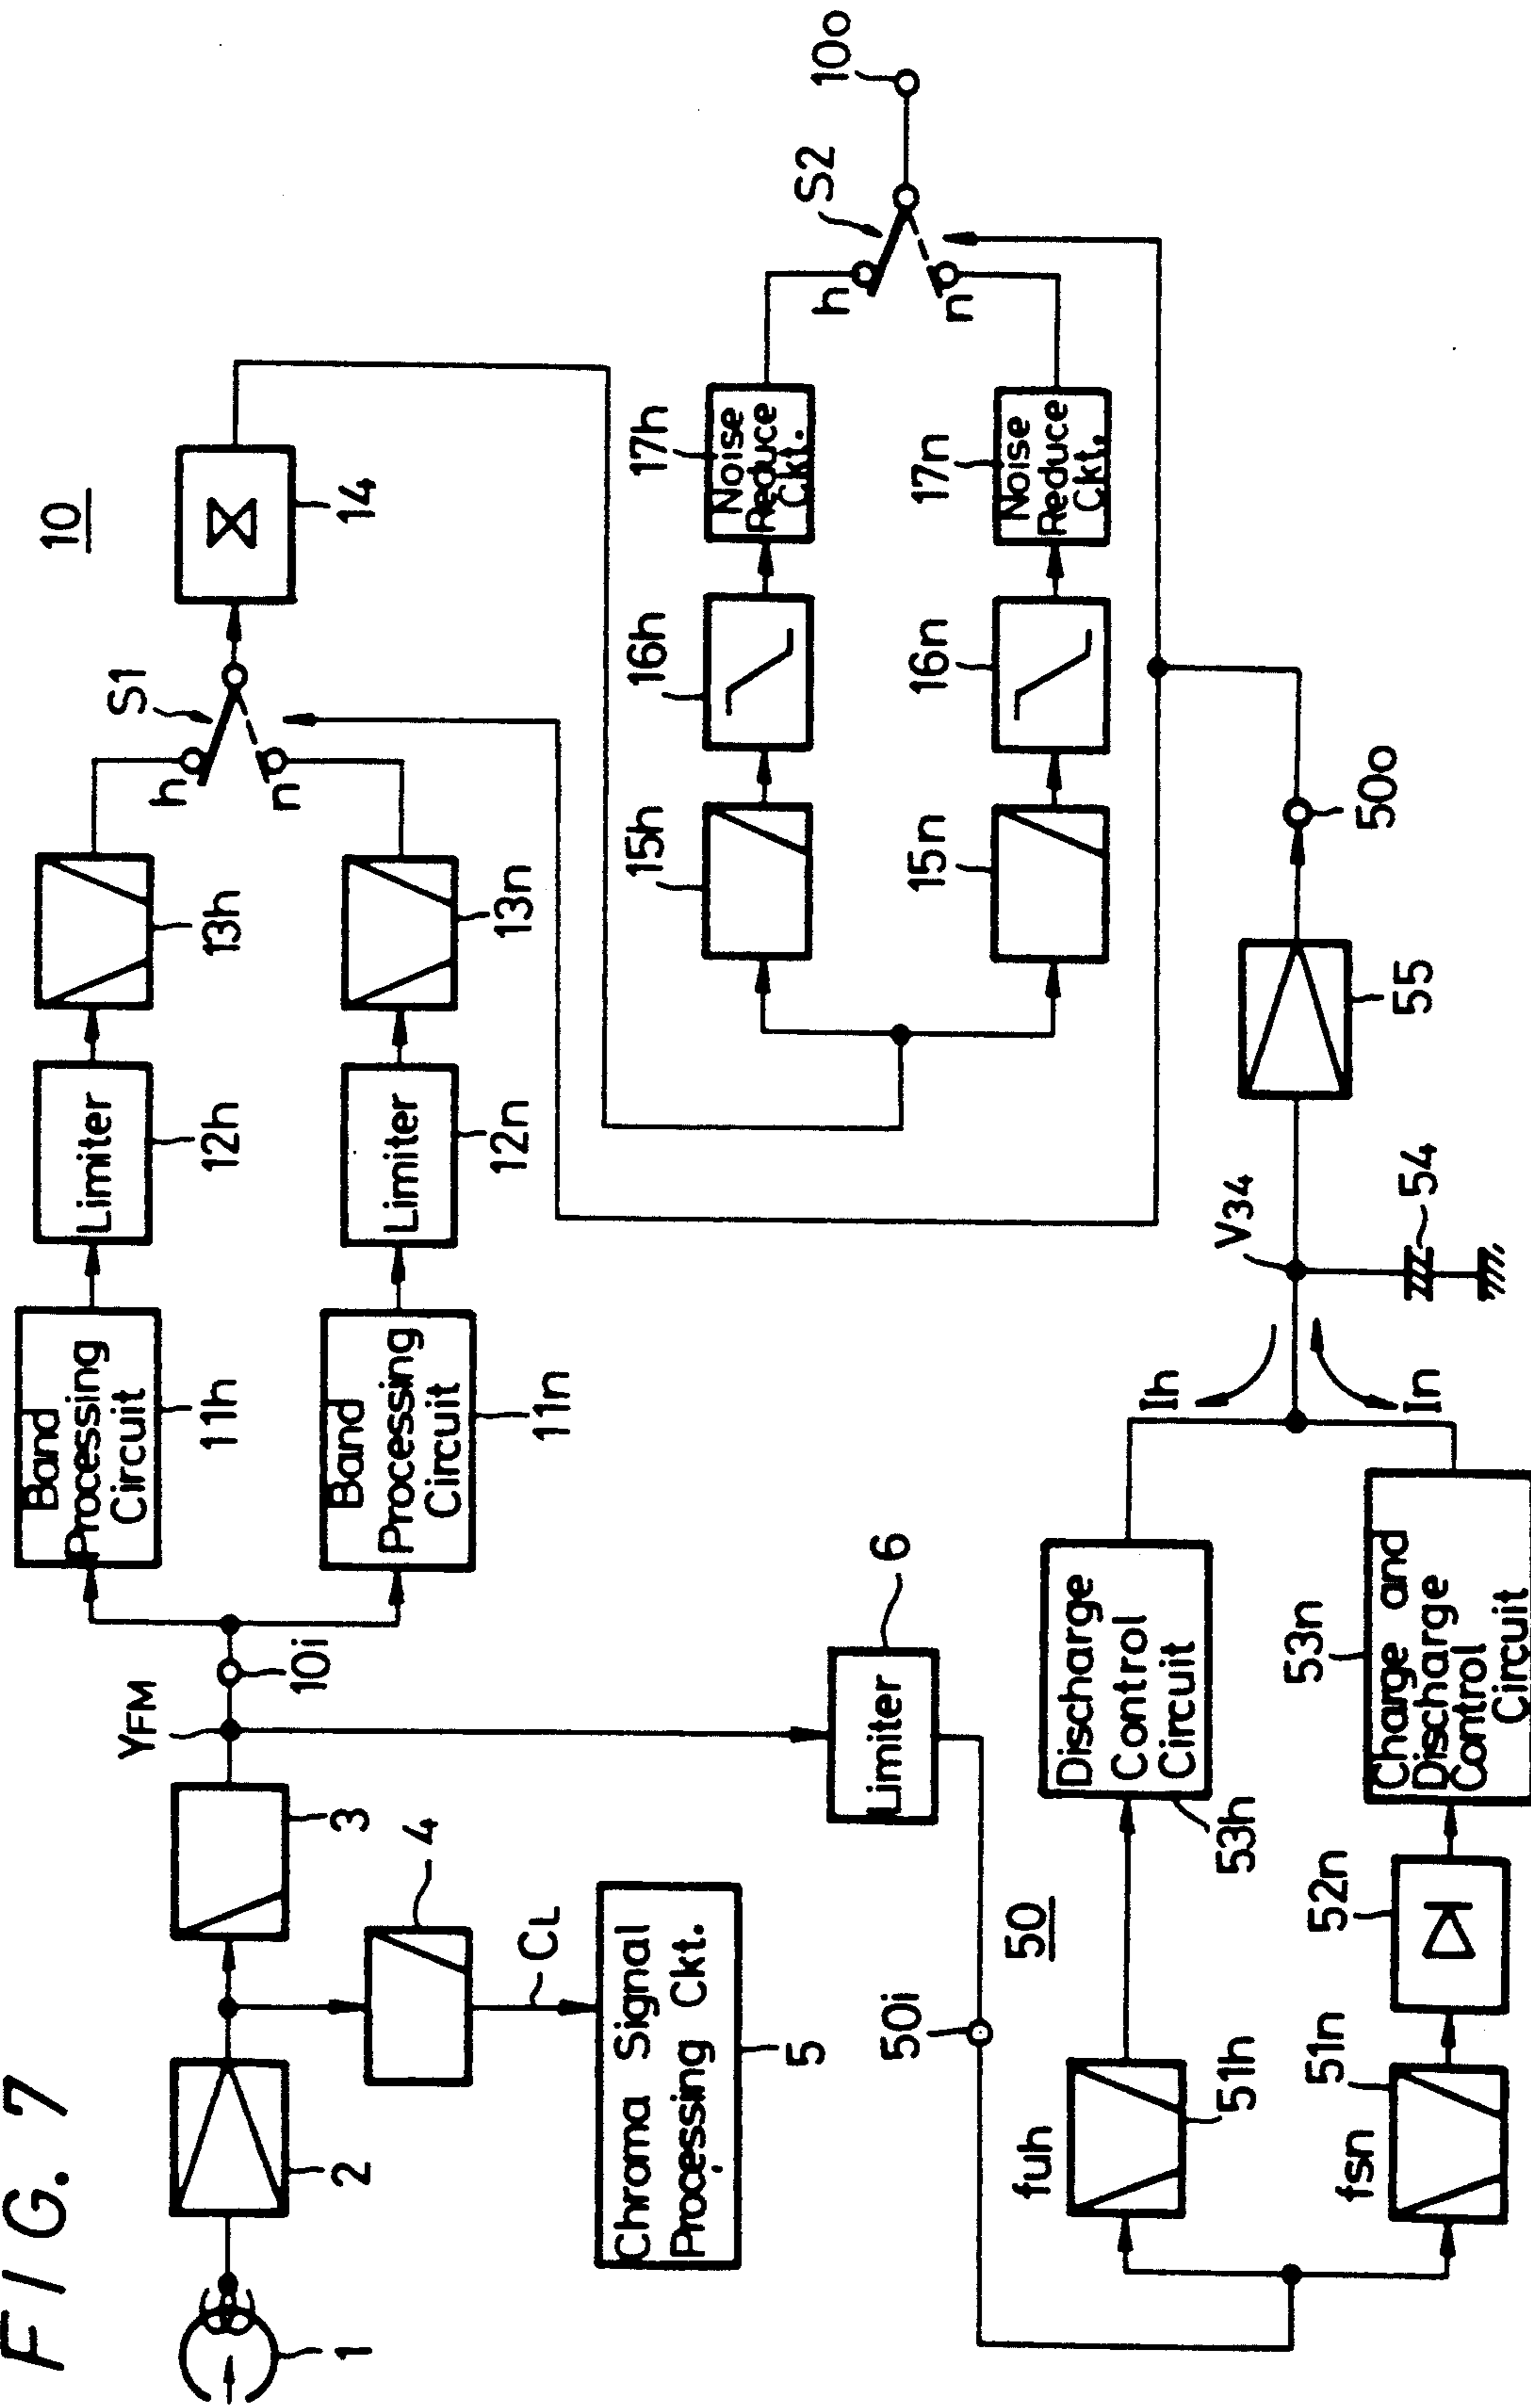 FIG. 7
10
1
2
3
4
CL
Chroma Signal
Processing Ckt.
5
YFM
10i
Band
Processing
Circuit
11h
Limiter
12h
13h
Band
Processing
Circuit
11n
Limiter
12n
13n
h
n
S1
14
6
Limiter
15h
16h
17h
Noise
Reduce
Ckt.
15n
16n
17n
Noise
Reduce
Ckt.
h
n
S2
10o
50
50i
fuh
51h
Discharge
Control
Circuit
53h
fsn
51n
52n
53n
Charge and
Discharge
Control
Circuit
Ih
In
V34
54
55
50o